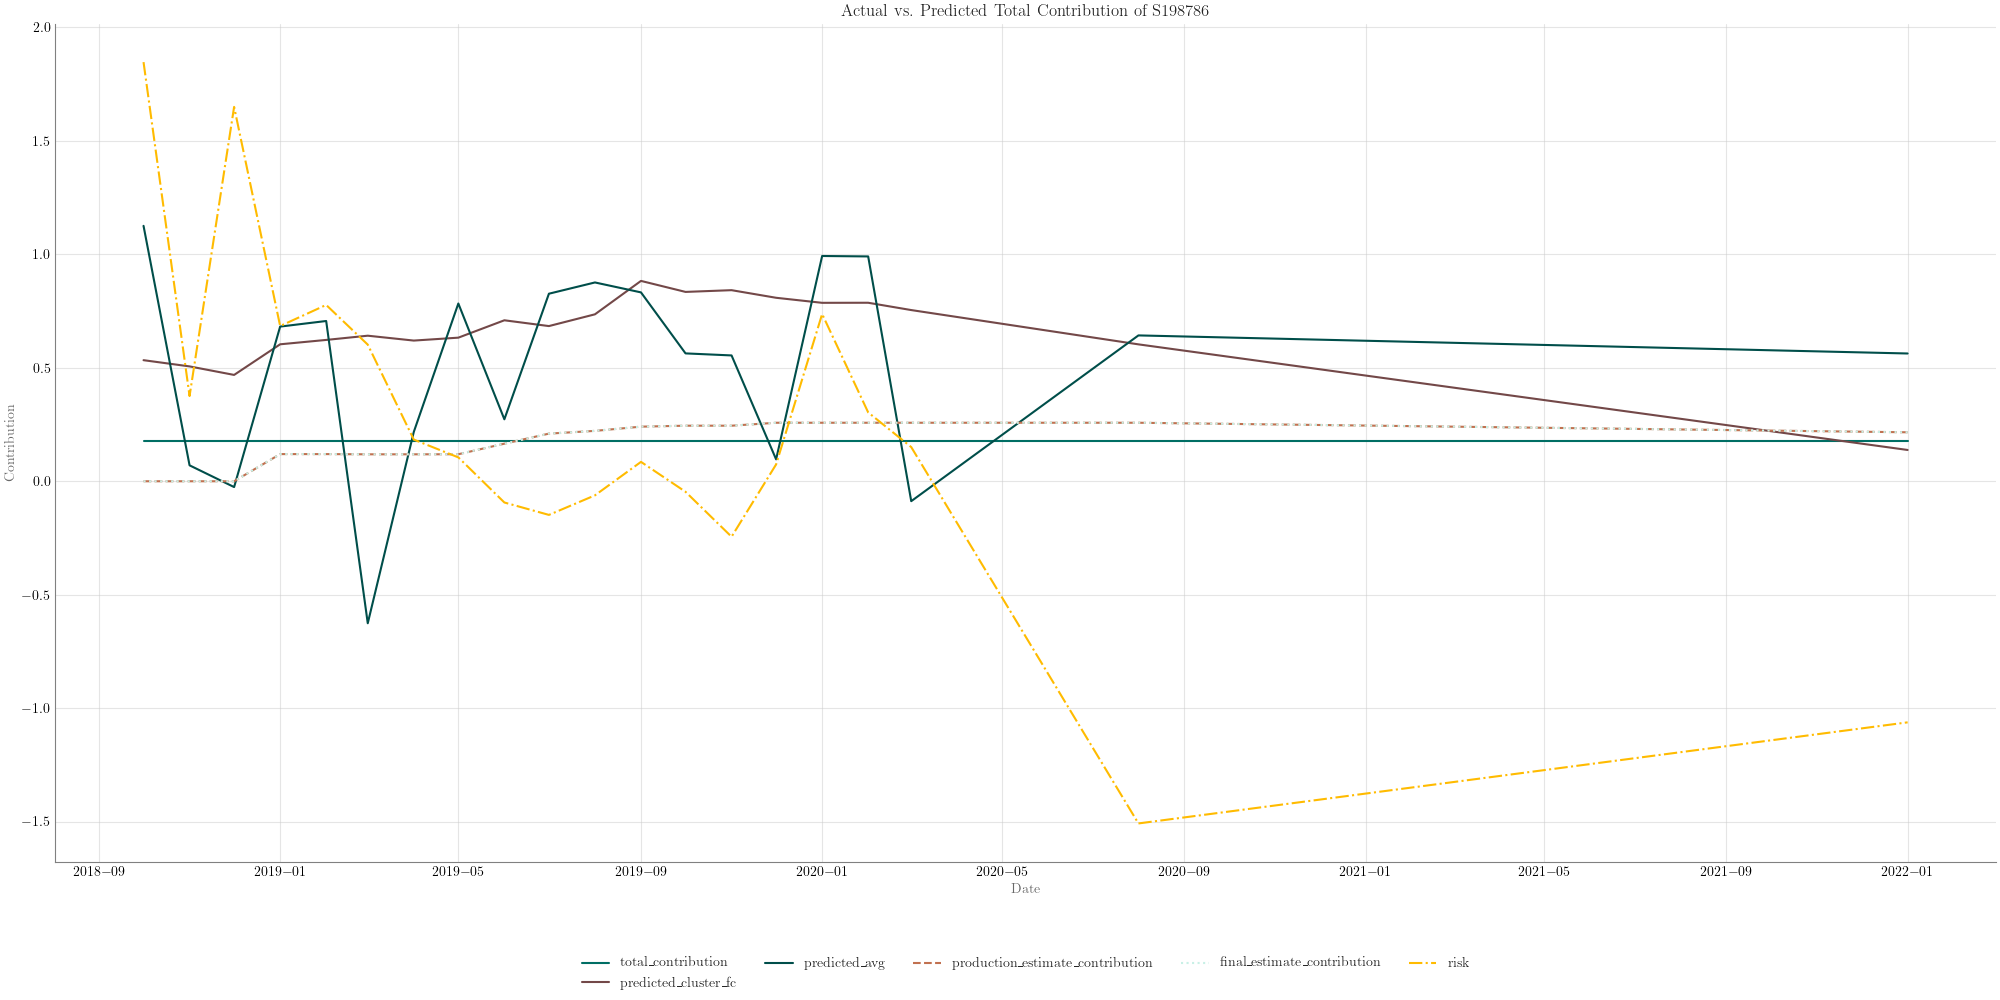 Actual vs. Predicted Total Contribution of S198786
2.0
1.5
1.0
0.5
0.0
−0.5
−1.0
−1.5
Contribution
2018−09 2019−01 2019−05 2019−09 2020−01 2020−05 2020−09 2021−01 2021−05 2021−09 2022−01
Date
total_contribution predicted_avg production_estimate_contribution final_estimate_contribution risk
predicted_cluster_fc